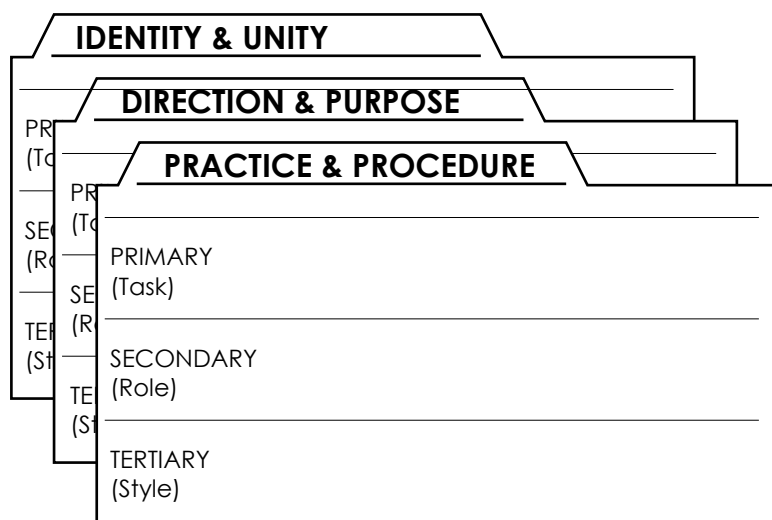 IDENTITY & UNITY
DIRECTION & PURPOSE
PRACTICE & PROCEDURE
PRIMARY
(Task)
SECONDARY
(Role)
TERTIARY
(Style)